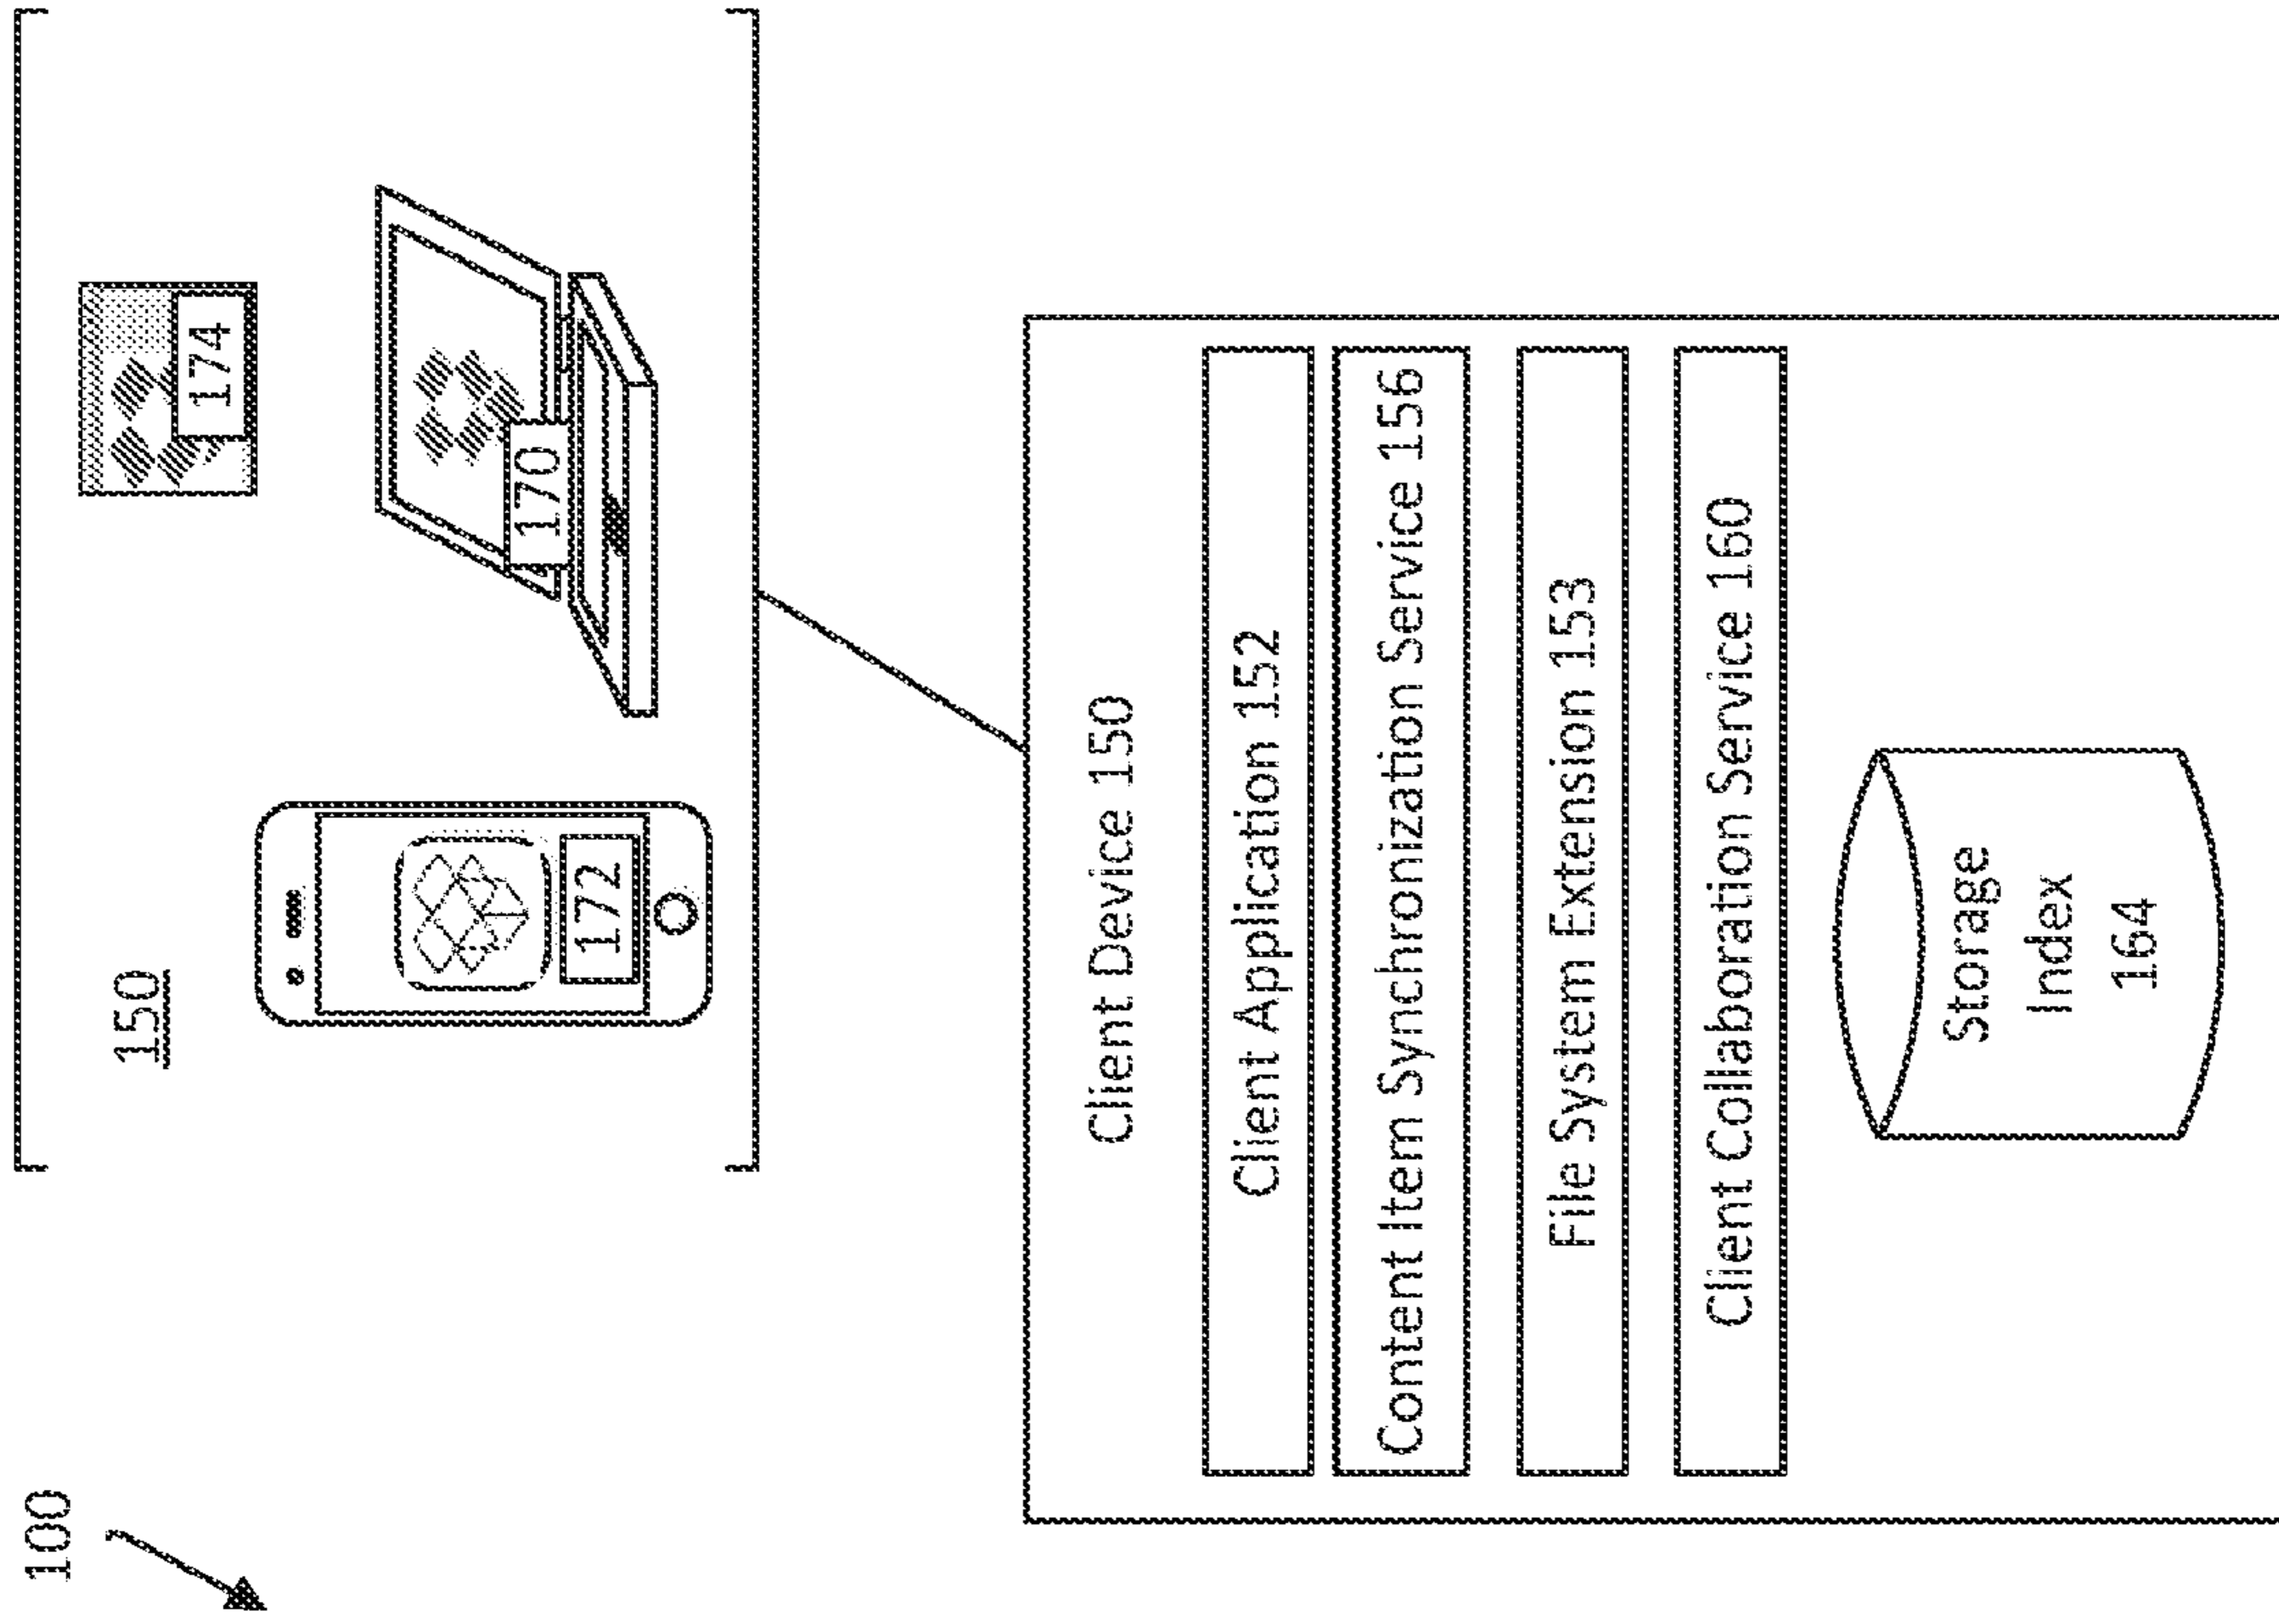 100
150
172
170
174
Client Device 150
Client Application 152
Content Item Synchronization Service 156
File System Extension 153
Client Collaboration Service 160
Storage
Index
164